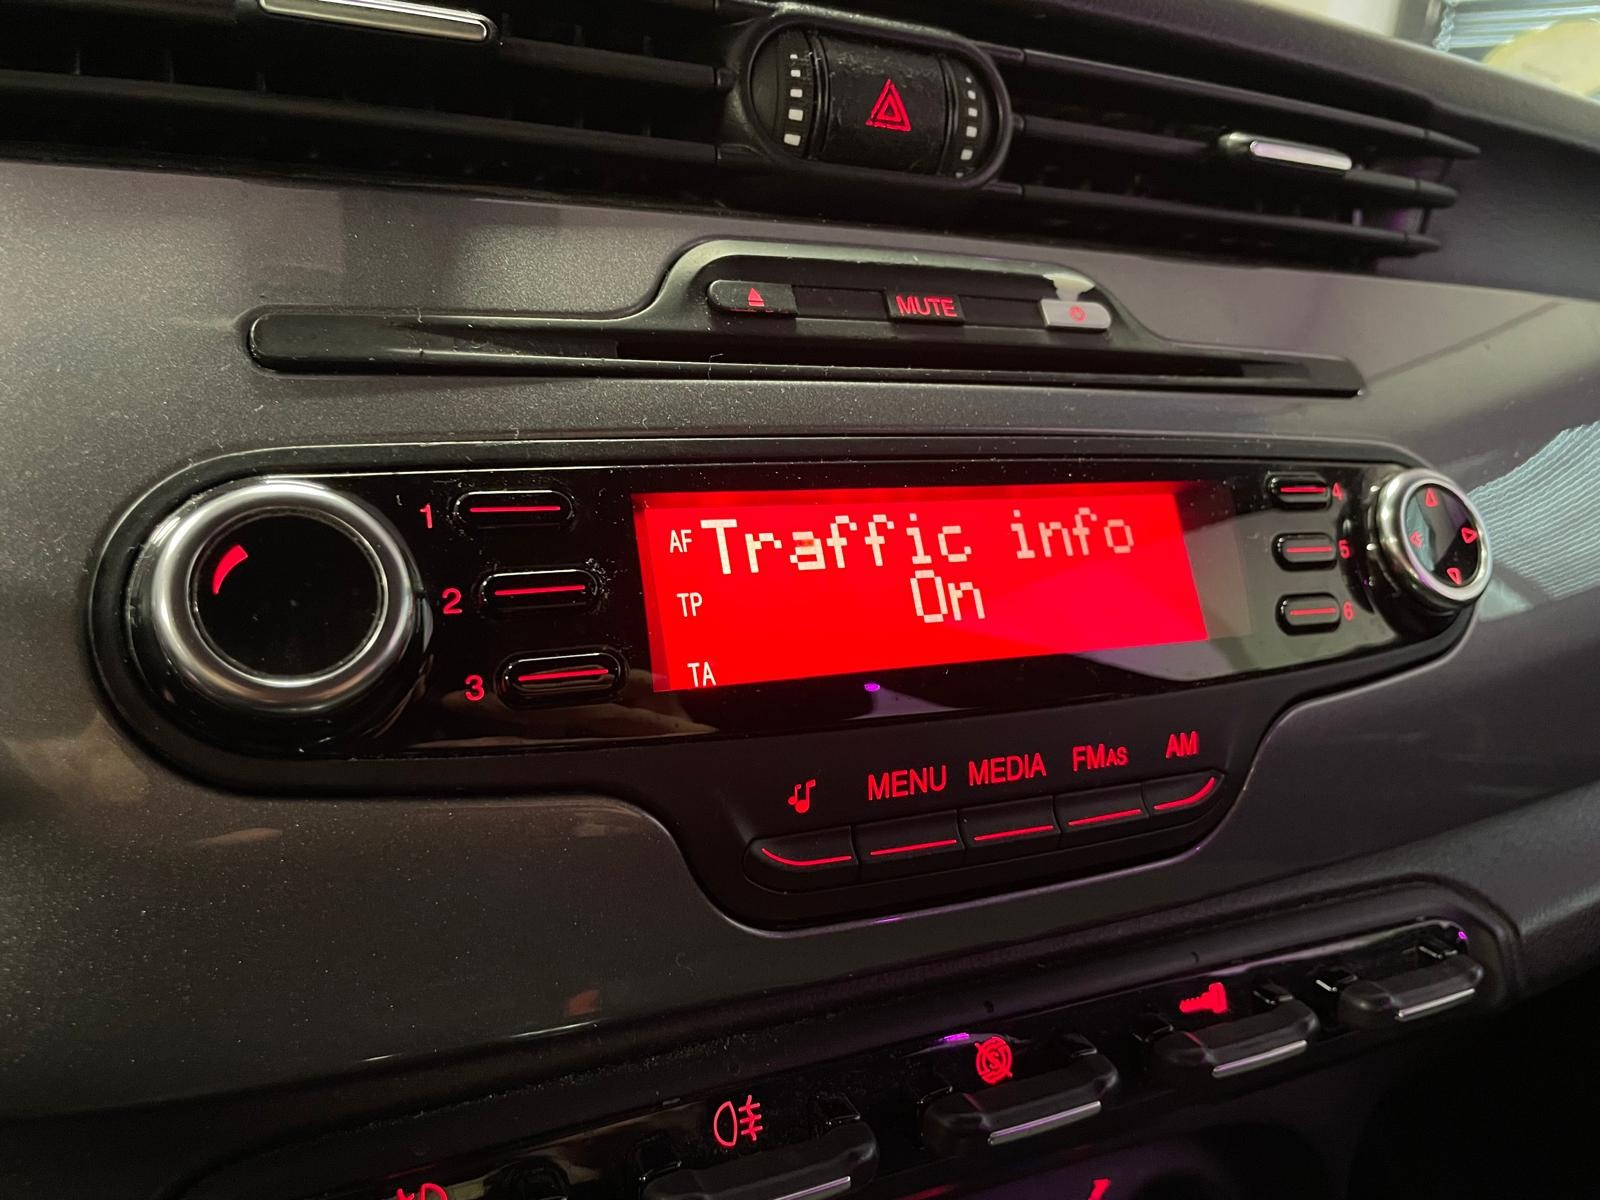 MUTE
1
2
3
AF Traffic info
TP On
TA
4
5
6
MENU MEDIA FMAS AM